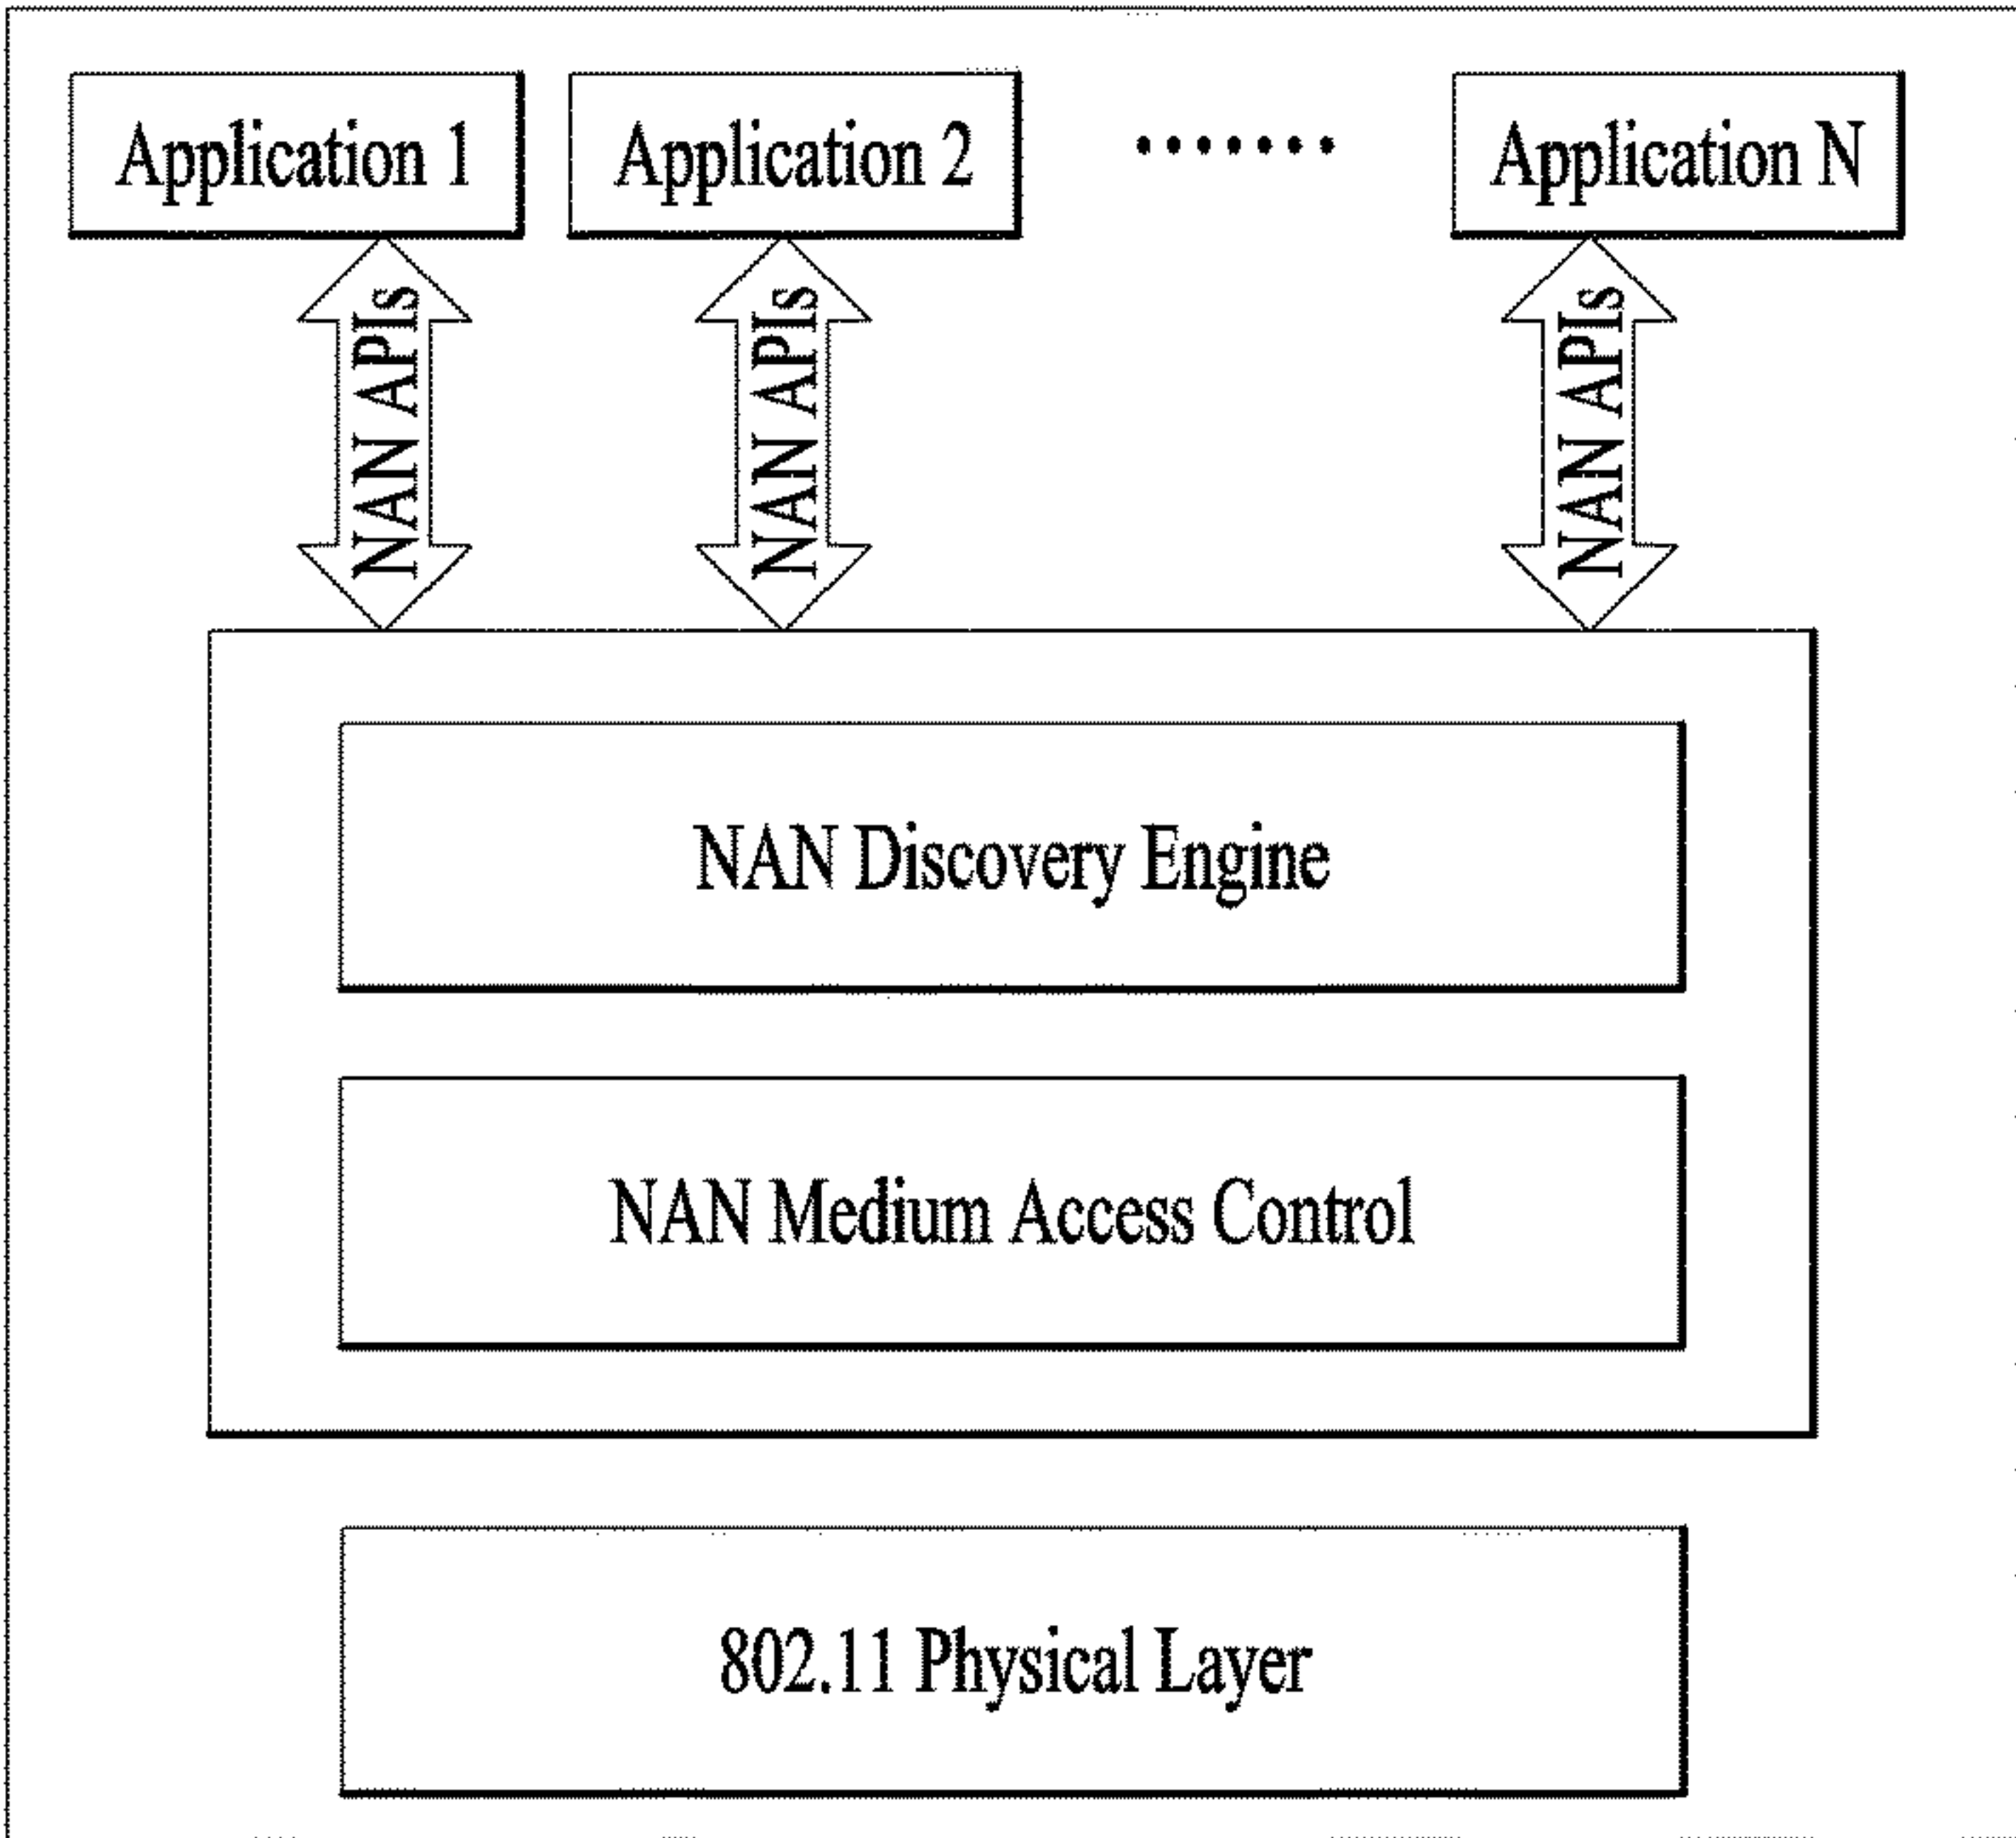 Application 1
Application 2
.......
Application N
NAN APIs
NAN APIs
NAN APIs
NAN Discovery Engine
NAN Medium Access Control
802.11 Physical Layer